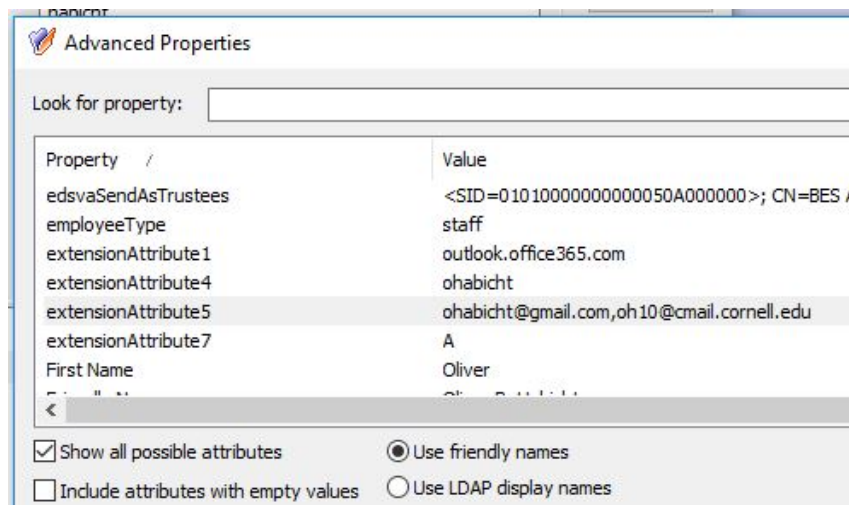 habicht
Advanced Properties
Look for property:
Property / Value
edsvaSendAsTrustees <SID=01010000000000050A000000>; CN=BES A
employeeType staff
extensionAttribute1 outlook.office365.com
extensionAttribute4 ohabicht
extensionAttribute5 ohabicht@gmail.com,oh10@cmail.cornell.edu
extensionAttribute7 A
First Name Oliver
Show all possible attributes Use friendly names
Include attributes with empty values Use LDAP display names